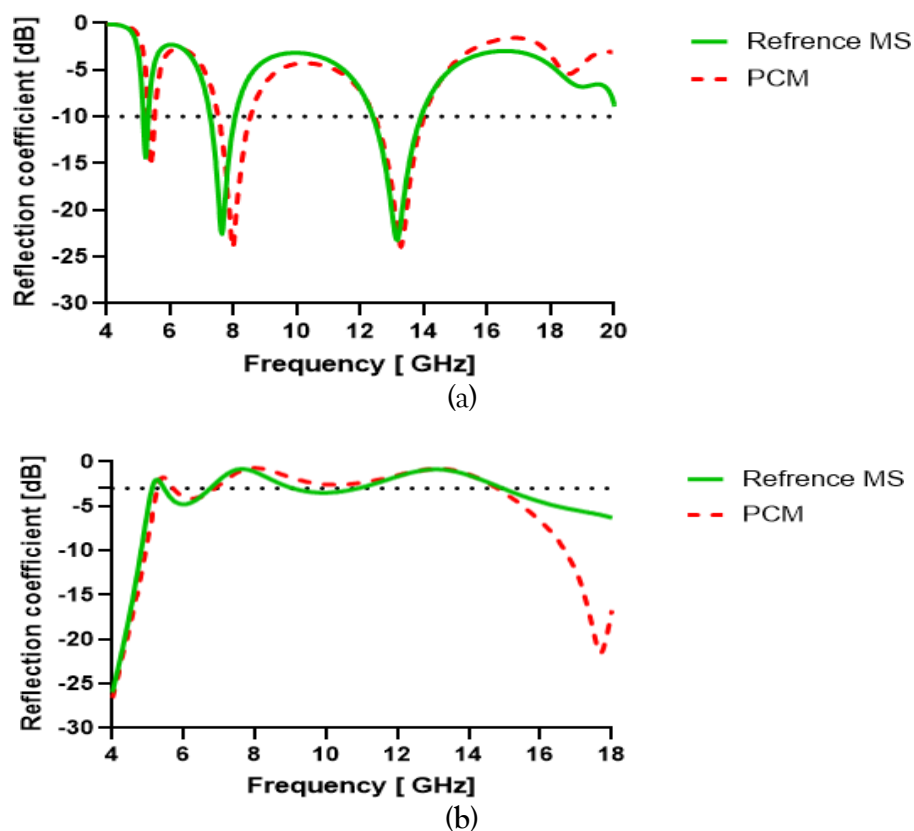 Reflection coefficient [dB]
0
-5
-10
-15
-20
-25
-30
4 6 8 10 12 14 16 18 20
Frequency [ GHz]
Refrence MS
PCM
(a)
Reflection coefficient [dB]
0
-5
-10
-15
-20
-25
-30
4 6 8 10 12 14 16 18
Frequency [ GHz]
Refrence MS
PCM
(b)